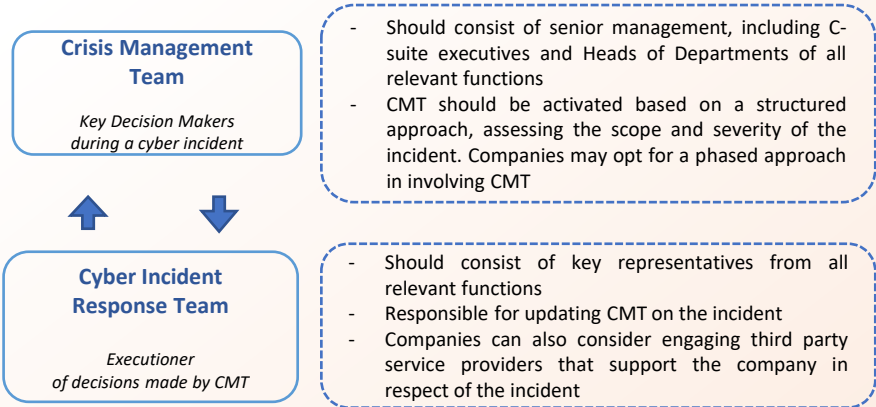 Crisis Management
Team
Key Decision Makers
during a cyber incident
- Should consist of senior management, including C-
suite executives and Heads of Departments of all
relevant functions
- CMT should be activated based on a structured
approach, assessing the scope and severity of the
incident. Companies may opt for a phased approach
in involving CMT
Cyber Incident
Response Team
Executioner
of decisions made by CMT
- Should consist of key representatives from all
relevant functions
- Responsible for updating CMT on the incident
- Companies can also consider engaging third party
service providers that support the company in
respect of the incident